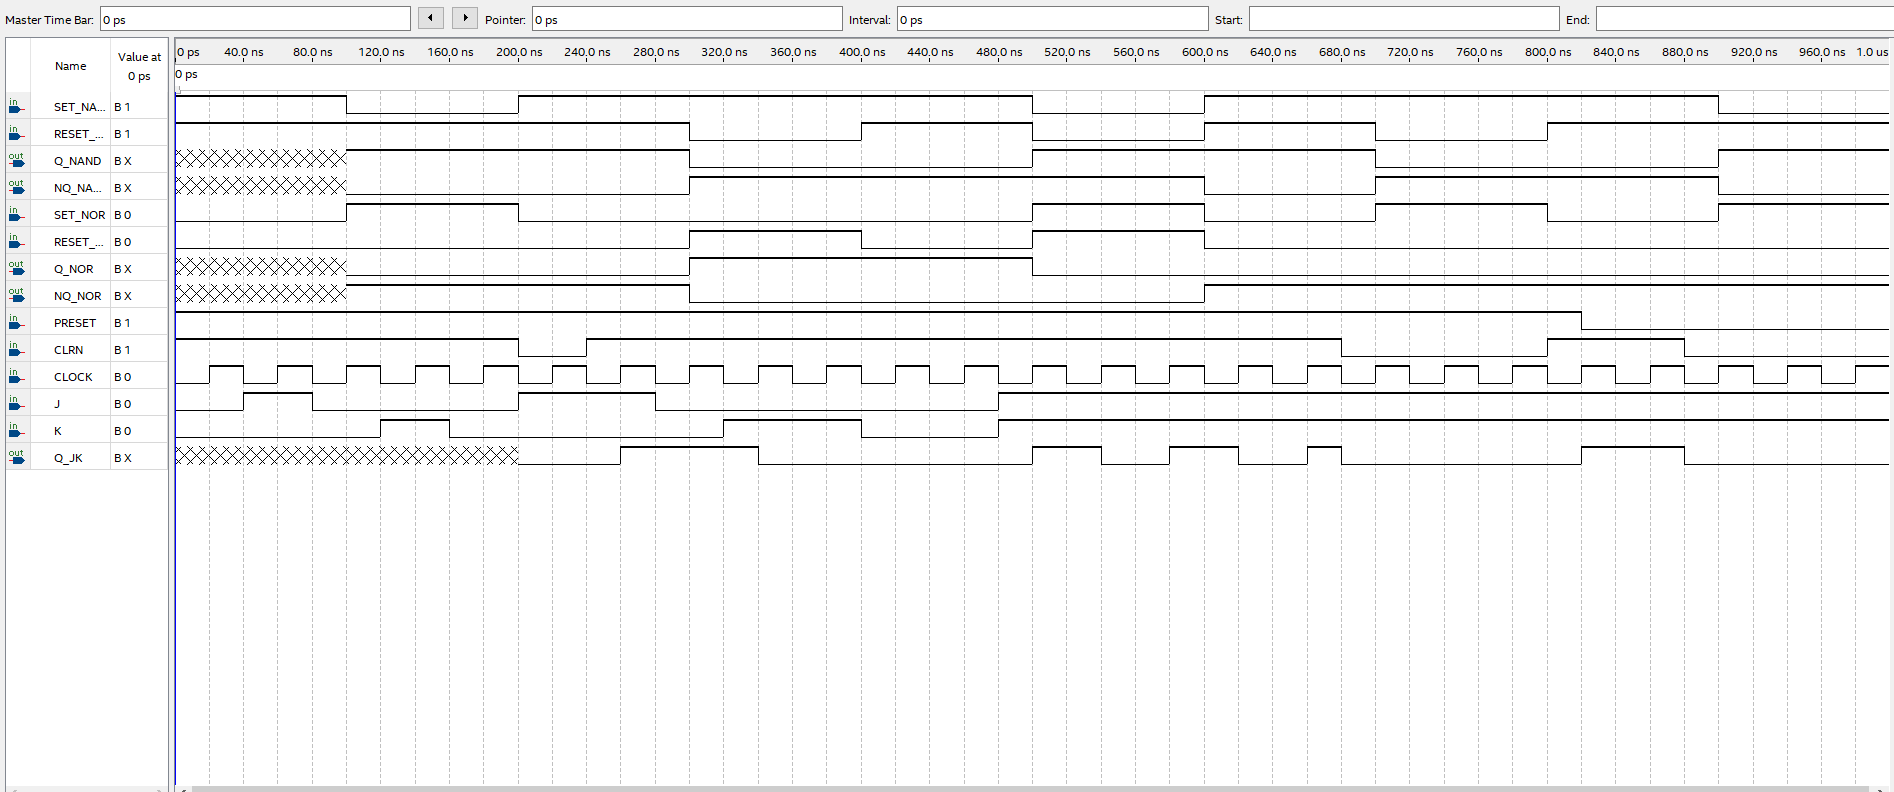 Master Time Bar: 0 ps Pointer: 0 ps Interval: 0 ps Start: End:
Name Value at 0 ps
0 ps 40.0 ns 80.0 ns 120.0 ns 160.0 ns 200.0 ns 240.0 ns 280.0 ns 320.0 ns 360.0 ns 400.0 ns 440.0 ns 480.0 ns 520.0 ns 560.0 ns 600.0 ns 640.0 ns 680.0 ns 720.0 ns 760.0 ns 800.0 ns 840.0 ns 880.0 ns 920.0 ns 960.0 ns 1.0 us
0 ps
in SET_NA... B 1
in RESET_... B 1
out Q_NAND B X
out NQ_NA... B X
in SET_NOR B 0
in RESET_... B 0
out Q_NOR B X
out NQ_NOR B X
in PRESET B 1
in CLRN B 1
in CLOCK B 0
in J B 0
in K B 0
out Q_JK B X